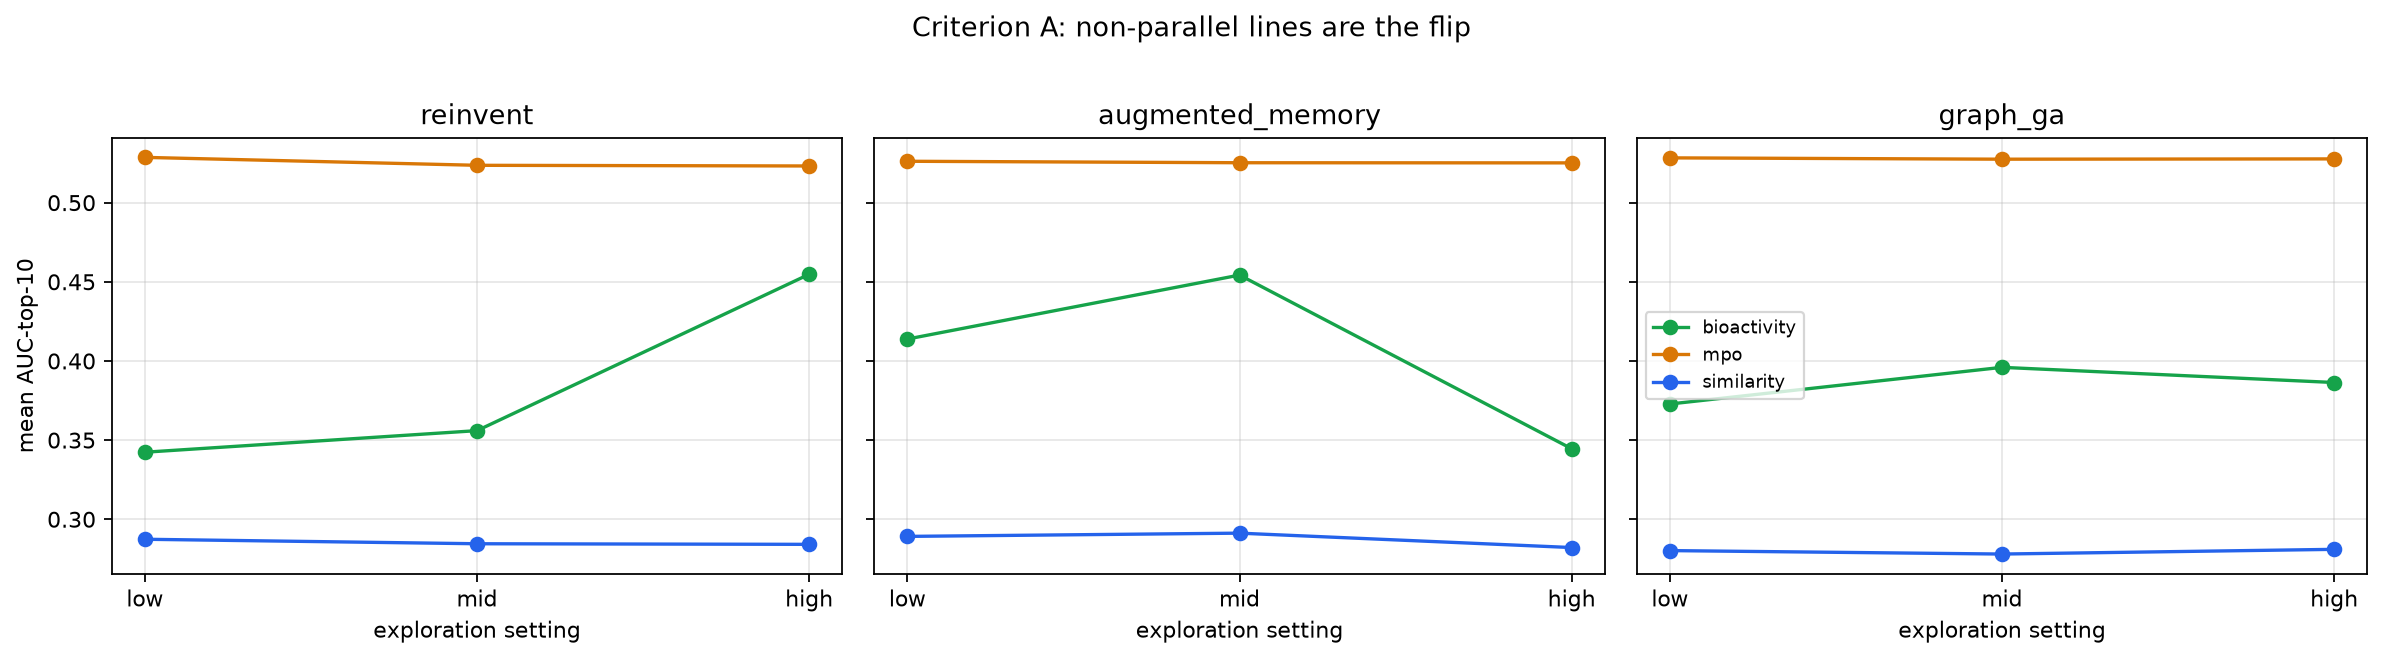 Criterion A: non-parallel lines are the flip
reinvent
augmented_memory
graph_ga
mean AUC-top-10
0.50
0.45
0.40
0.35
0.30
bioactivity
mpo
similarity
low mid high
low mid high
low mid high
exploration setting
exploration setting
exploration setting